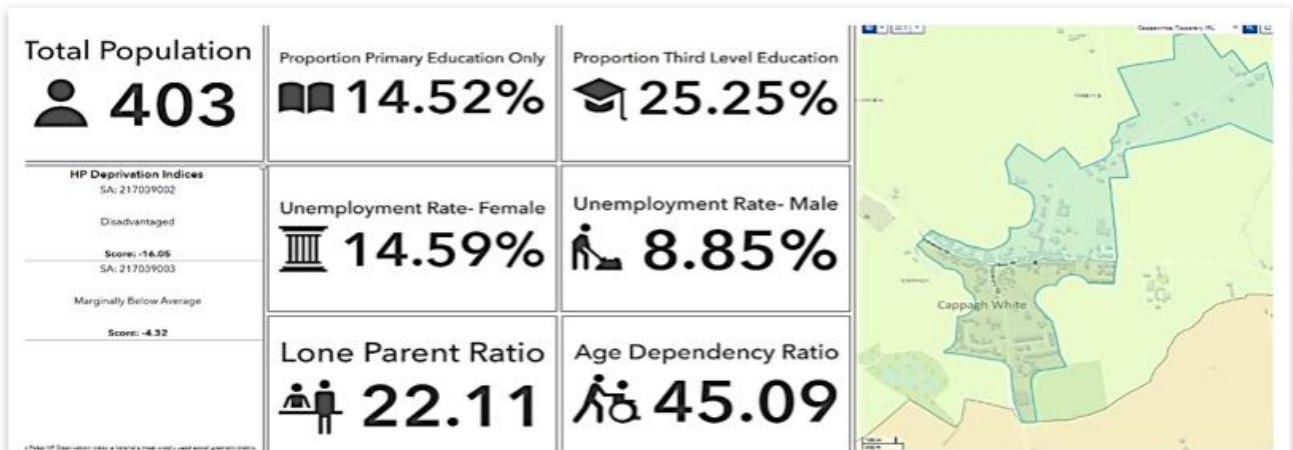 Total Population
403
Proportion Primary Education Only
14.52%
Proportion Third Level Education
25.25%
HP Deprivation Indices
SA: 217039002
Disadvantaged
Score: -16.05
SA: 217039003
Marginally Below Average
Score: -4.32
Unemployment Rate- Female
14.59%
Unemployment Rate- Male
8.85%
Lone Parent Ratio
22.11
Age Dependency Ratio
45.09
Cappagh White